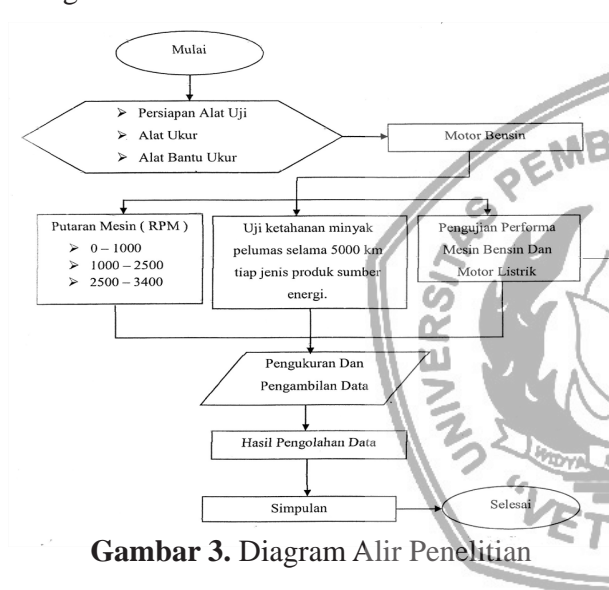 Mulai
➢ Persiapan Alat Uji
➢ Alat Ukur
➢ Alat Bantu Ukur
Motor Bensin
Putaran Mesin ( RPM )
➢ 0 – 1000
➢ 1000 – 2500
➢ 2500 – 3400
Uji ketahanan minyak
pelumas selama 5000 km
tiap jenis produk sumber
energi.
Pengujian Performa
Mesin Bensin Dan
Motor Listrik
Pengukuran Dan
Pengambilan Data
Hasil Pengolahan Data
Simpulan
Selesai
Gambar 3. Diagram Alir Penelitian
WIDYA